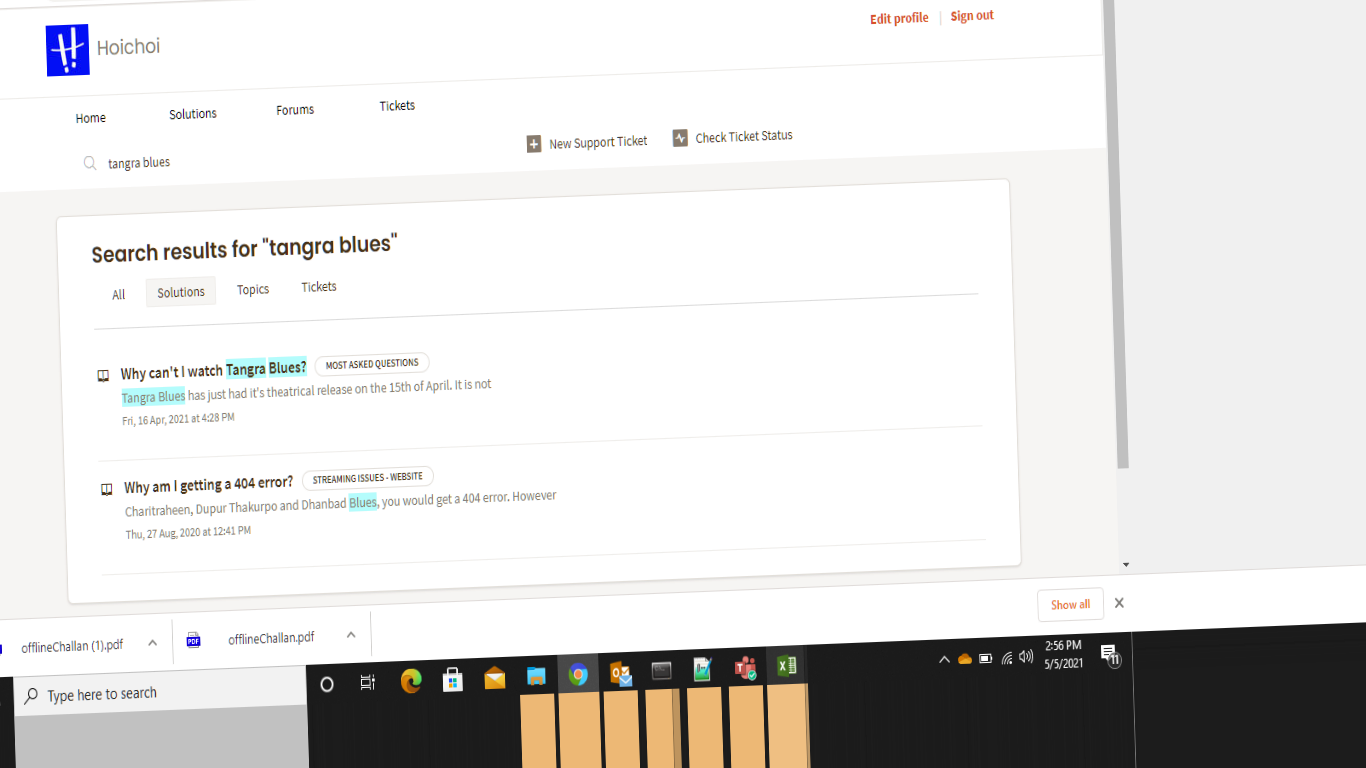 Edit profile Sign out
Hoichoi
Home Solutions Forums Tickets
tangra blues New Support Ticket Check Ticket Status
Search results for "tangra blues"
All Solutions Topics Tickets
Why can't I watch Tangra Blues? MOST ASKED QUESTIONS
Tangra Blues has just had it's theatrical release on the 15th of April. It is not
Fri, 16 Apr, 2021 at 4:28 PM
Why am I getting a 404 error? STREAMING ISSUES - WEBSITE
Charitraheen, Dupur Thakurpo and Dhanbad Blues, you would get a 404 error. However
Thu, 27 Aug, 2020 at 12:41 PM
Show all
offlineChallan (1).pdf PDF offlineChallan.pdf
Type here to search
2:56 PM
5/5/2021
11